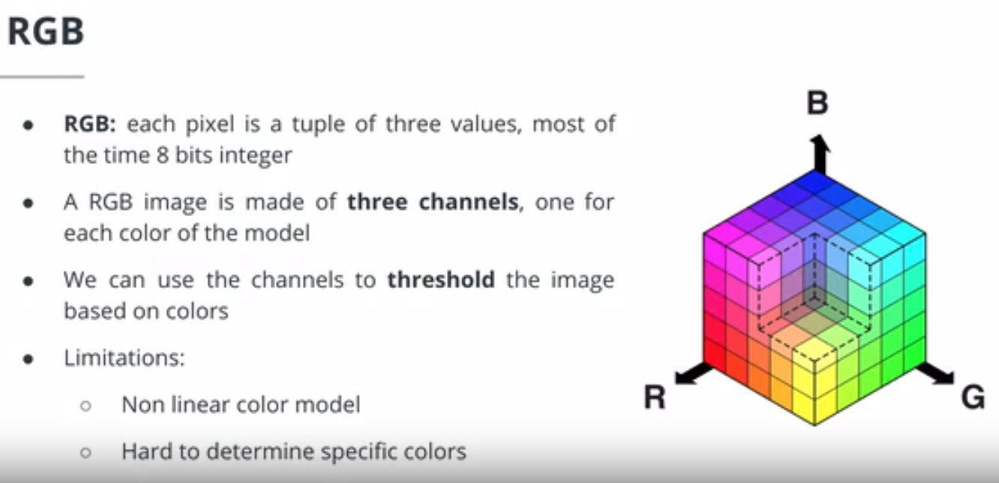 RGB
● RGB: each pixel is a tuple of three values, most of
the time 8 bits integer
● A RGB image is made of three channels, one for
each color of the model
● We can use the channels to threshold the image
based on colors
● Limitations:
○ Non linear color model
○ Hard to determine specific colors
B
R
G